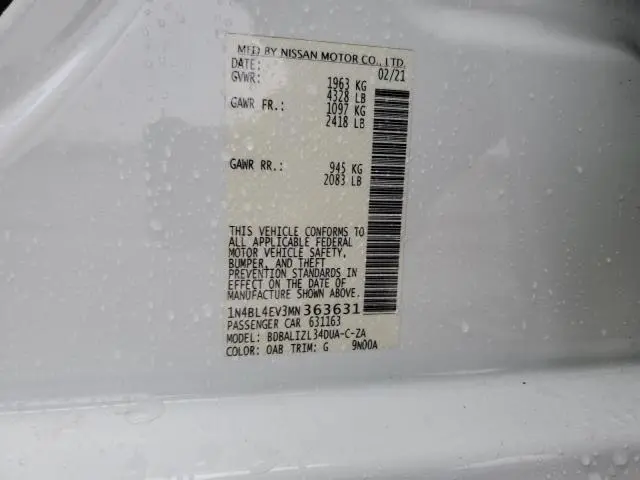 MFD BY NISSAN MOTOR CO., LTD.
DATE: 02/21
GVWR: 1963 KG
4328 LB
GAWR FR.: 1097 KG
2418 LB
GAWR RR.: 945 KG
2083 LB
THIS VEHICLE CONFORMS TO
ALL APPLICABLE FEDERAL
MOTOR VEHICLE SAFETY,
BUMPER, AND THEFT
PREVENTION STANDARDS IN
EFFECT ON THE DATE OF
MANUFACTURE SHOWN ABOVE.
1N4BL4EV3MN363631
PASSENGER CAR 631163
MODEL: BDBALIZL34DUA-C-ZA
COLOR: QAB TRIM: G 9N00A